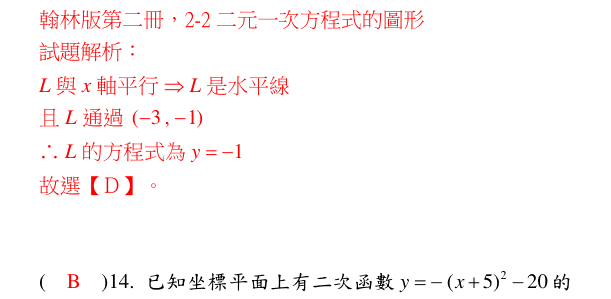 翰林版第二冊，2-2 二元一次方程式的圖形
試題解析：
L 與 x 軸平行 ⇒ L 是水平線
且 L 通過 (−3 , −1)
∴ L 的方程式為 y = −1
故選【D】。
( B )14. 已知坐標平面上有二次函數 y = − (x + 5)² − 20 的